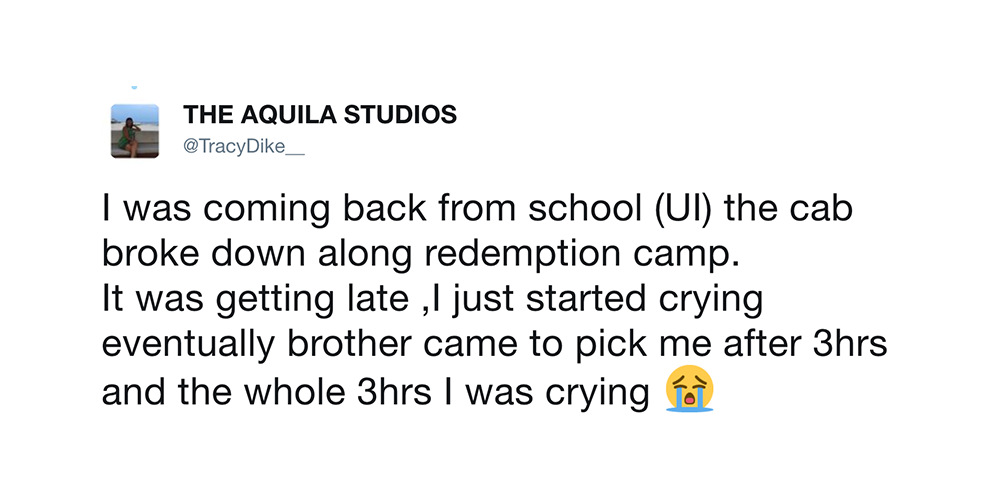 THE AQUILA STUDIOS
@TracyDike__
I was coming back from school (UI) the cab
broke down along redemption camp.
It was getting late ,I just started crying
eventually brother came to pick me after 3hrs
and the whole 3hrs I was crying 😭